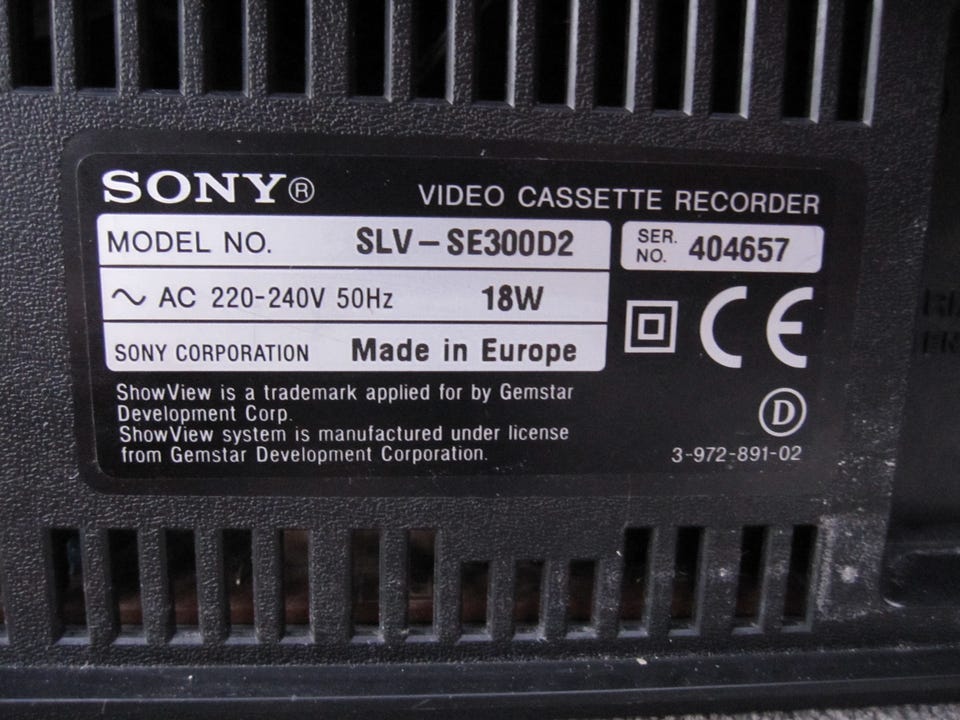 SONY®
VIDEO CASSETTE RECORDER
MODEL NO. SLV-SE300D2
SER. NO. 404657
~ AC 220-240V 50Hz 18W
SONY CORPORATION Made in Europe
CE
ShowView is a trademark applied for by Gemstar
Development Corp.
ShowView system is manufactured under license
from Gemstar Development Corporation.
D
3-972-891-02